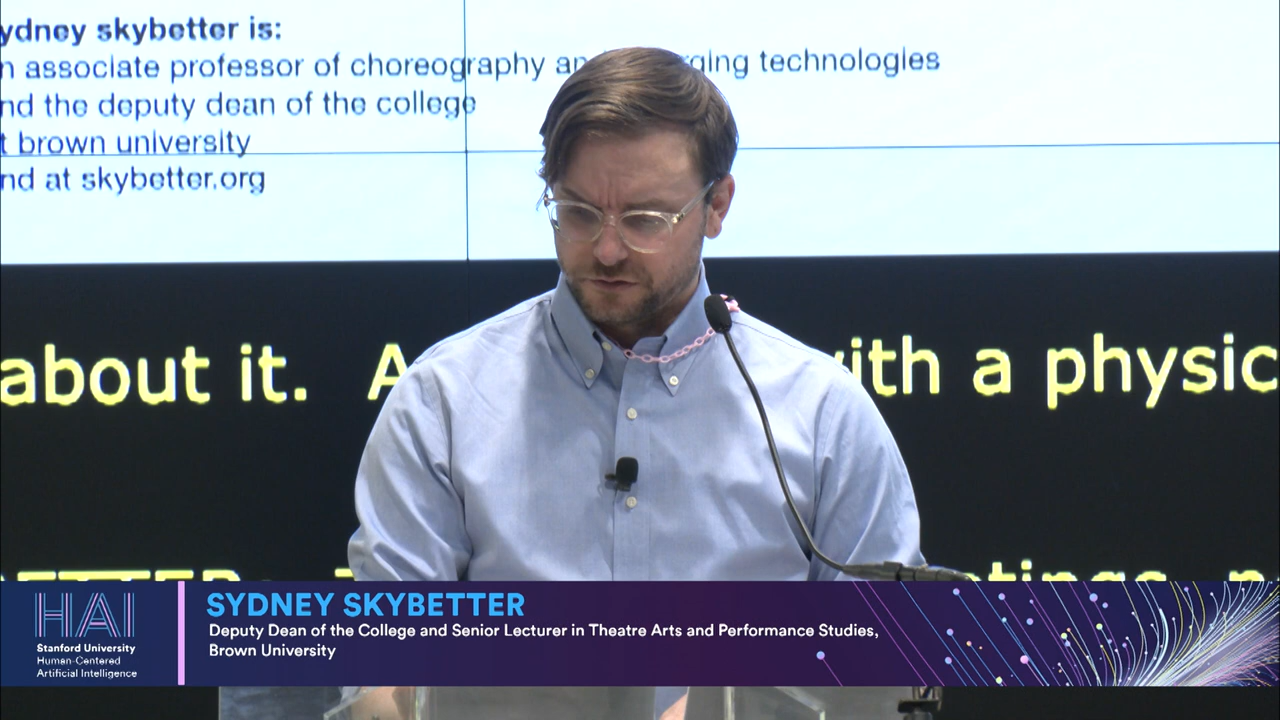 ydney skybetter is:
n associate professor of choreography an ging technologies
nd the deputy dean of the college
t brown university
nd at skybetter.org
about it. A ith a physic
HAI
Stanford University
Human-Centered
Artificial Intelligence
SYDNEY SKYBETTER
Deputy Dean of the College and Senior Lecturer in Theatre Arts and Performance Studies,
Brown University